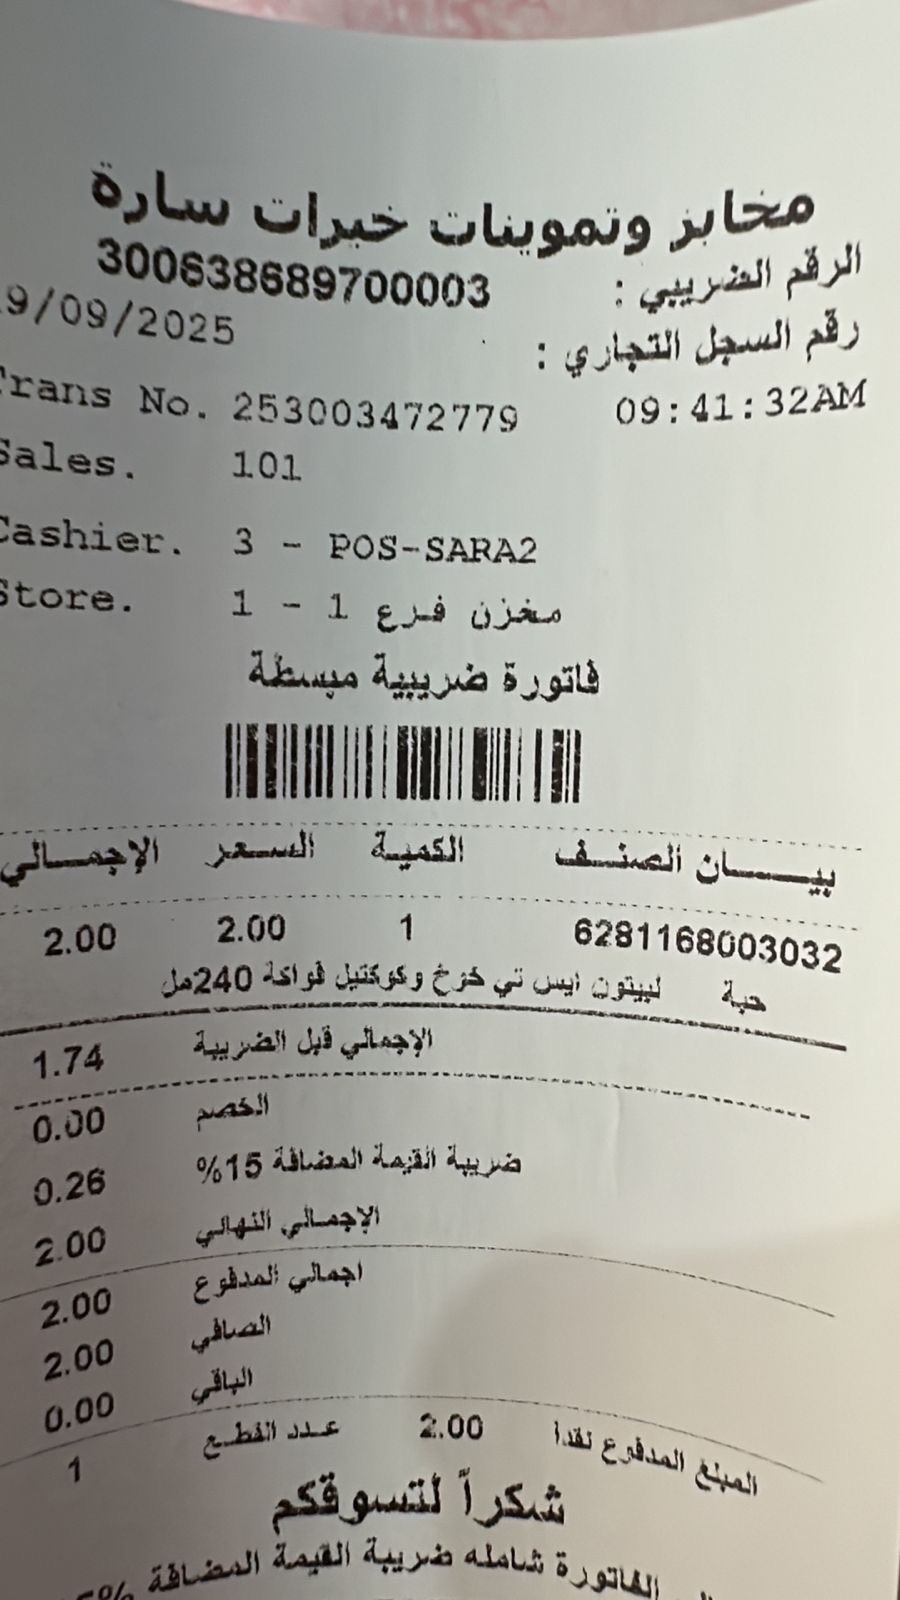 مخابز وتموينات خيرات سارة
الرقم الضريبي : 300638689700003
رقم السجل التجاري :
9/09/2025
09:41:32AM
Trans No. 253003472779
Sales. 101
Cashier. 3 - POS-SARA2
Store. 1 - مخزن فرع 1
فاتورة ضريبية مبسطة
بيـــان الصنـف الكمية السعر الإجمـالي
6281168003032 1 2.00 2.00
حبة ليبتون ايس تي خوخ وكوكتيل فواكة 240مل
الإجمالي قبل الضريبة 1.74
الخصم 0.00
ضريبة القيمة المضافة 15% 0.26
الإجمالي النهائي 2.00
اجمالي المدفوع 2.00
الصافي 2.00
الباقي 0.00
المبلغ المدفوع نقدا 2.00 عدد القطع 1
شكراً لتسوقكم
الفاتورة شامله ضريبة القيمة المضافة